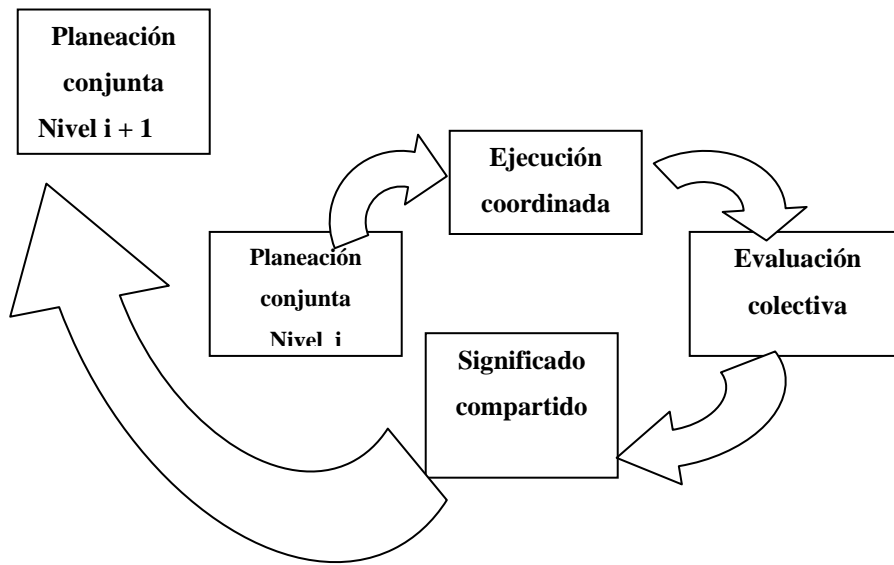 Planeación
conjunta
Nivel i + 1
Ejecución
coordinada
Planeación
conjunta
Nivel i
Evaluación
colectiva
Significado
compartido